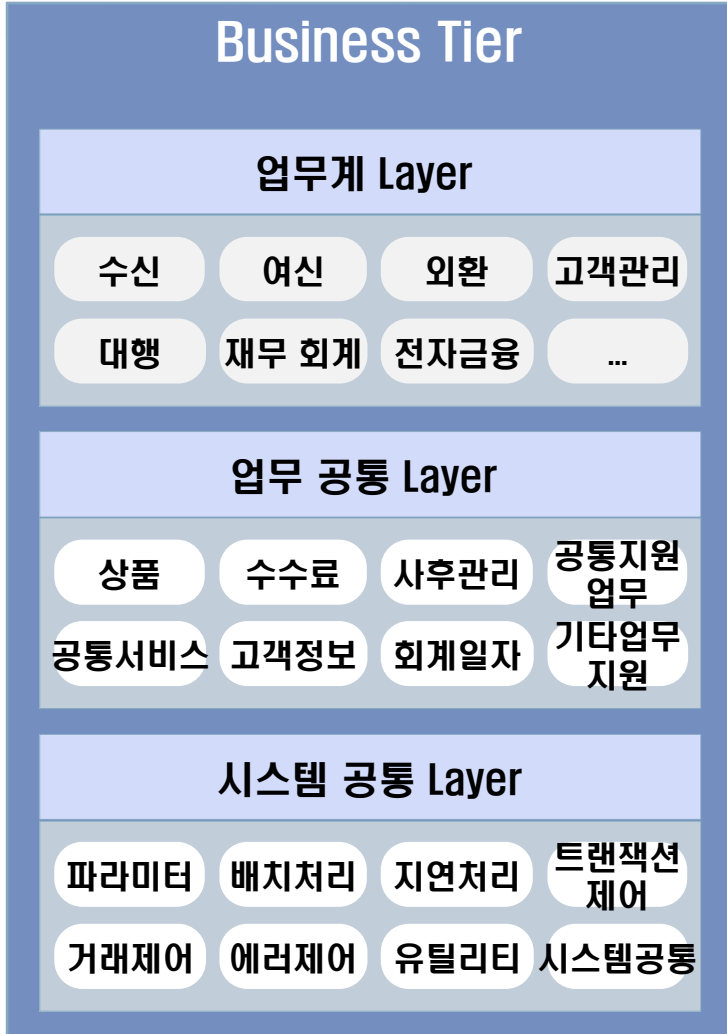 Business Tier
업무계 Layer
수신 여신 외환 고객관리
대행 재무 회계 전자금융 ...
업무 공통 Layer
상품 수수료 사후관리 공통지원
업무
공통서비스 고객정보 회계일자 기타업무
지원
시스템 공통 Layer
파라미터 배치처리 지연처리 트랜잭션
제어
거래제어 에러제어 유틸리티 시스템공통